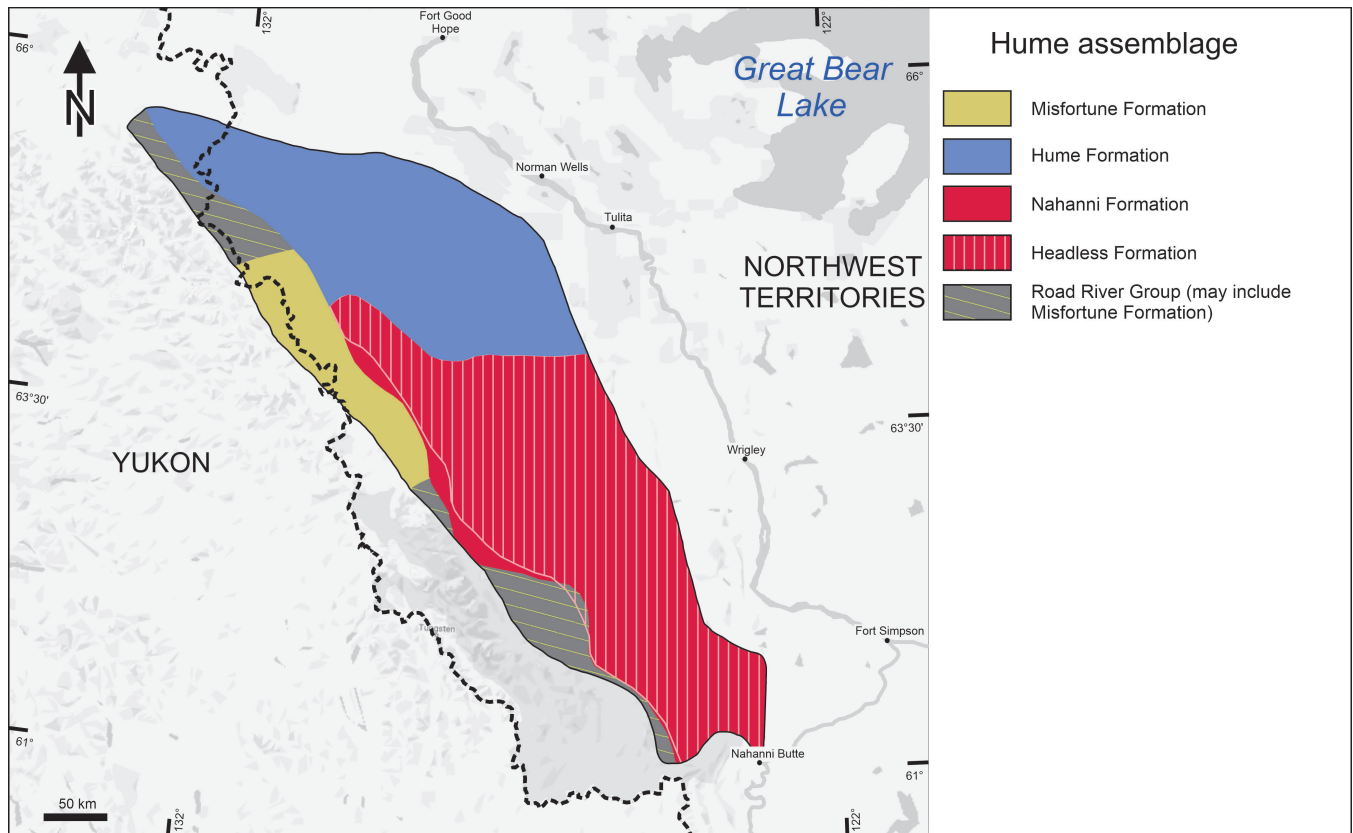 132°
Fort Good
Hope
122°
66°
N
Great Bear
Lake
66°
Norman Wells
Tulita
NORTHWEST
TERRITORIES
63°30'
63°30'
YUKON
Wrigley
Tungsten
Fort Simpson
61°
Nahanni Butte
61°
50 km
132°
122°
Hume assemblage
Misfortune Formation
Hume Formation
Nahanni Formation
Headless Formation
Road River Group (may include
Misfortune Formation)